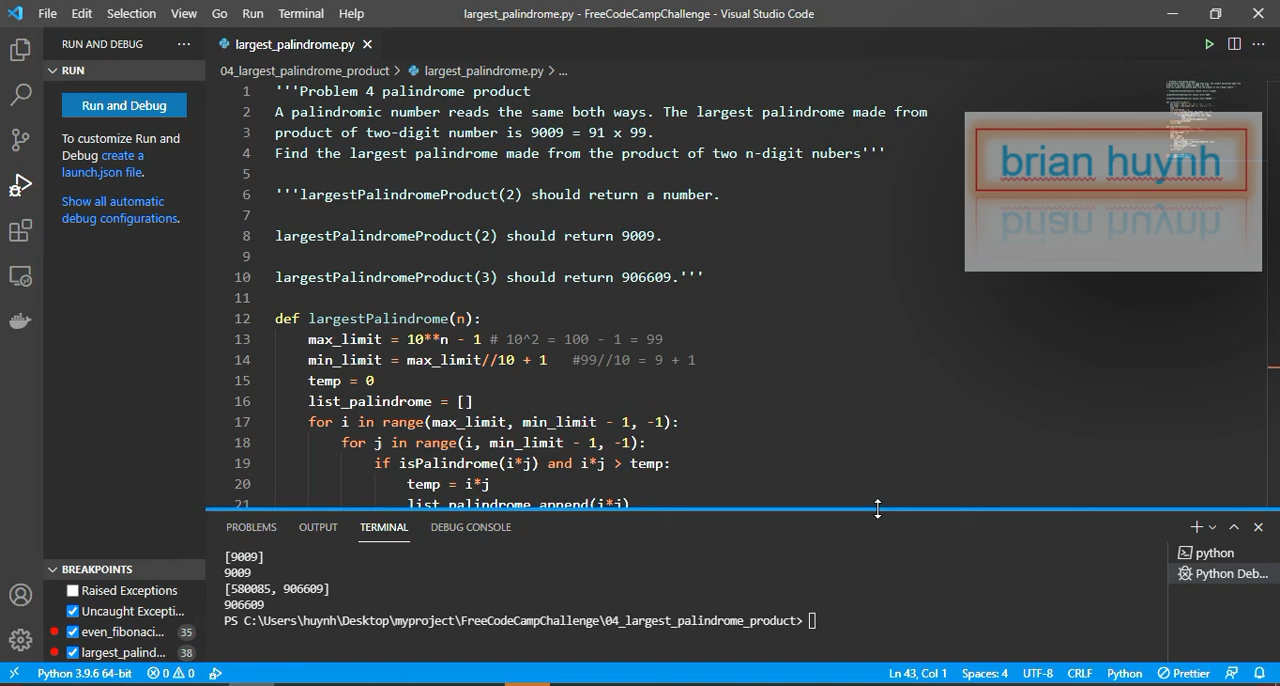 File Edit Selection View Go Run Terminal Help
largest_palindrome.py - FreeCodeCampChallenge - Visual Studio Code
RUN AND DEBUG ...
largest_palindrome.py
RUN
04_largest_palindrome_product > largest_palindrome.py > ...
Run and Debug
To customize Run and
Debug create a
launch.json file.
Show all automatic
debug configurations.
1 '''Problem 4 palindrome product
2 A palindromic number reads the same both ways. The largest palindrome made from
3 product of two-digit number is 9009 = 91 x 99.
4 Find the largest palindrome made from the product of two n-digit nubers'''
5
6 '''largestPalindromeProduct(2) should return a number.
7
8 largestPalindromeProduct(2) should return 9009.
9
10 largestPalindromeProduct(3) should return 906609.'''
11
12 def largestPalindrome(n):
13 max_limit = 10**n - 1 # 10^2 = 100 - 1 = 99
14 min_limit = max_limit//10 + 1 #99//10 = 9 + 1
15 temp = 0
16 list_palindrome = []
17 for i in range(max_limit, min_limit - 1, -1):
18 for j in range(i, min_limit - 1, -1):
19 if isPalindrome(i*j) and i*j > temp:
20 temp = i*j
21 list_palindrome.append(i*j)
brian huynh
PROBLEMS OUTPUT TERMINAL DEBUG CONSOLE
[9009]
9009
[580085, 906609]
906609
PS C:\Users\huynh\Desktop\myproject\FreeCodeCampChallenge\04_largest_palindrome_product>
python
Python Deb...
BREAKPOINTS
Raised Exceptions
Uncaught Excepti...
even_fibonaci... 35
largest_palind... 38
Python 3.9.6 64-bit 0 0
Ln 43, Col 1 Spaces: 4 UTF-8 CRLF Python Prettier